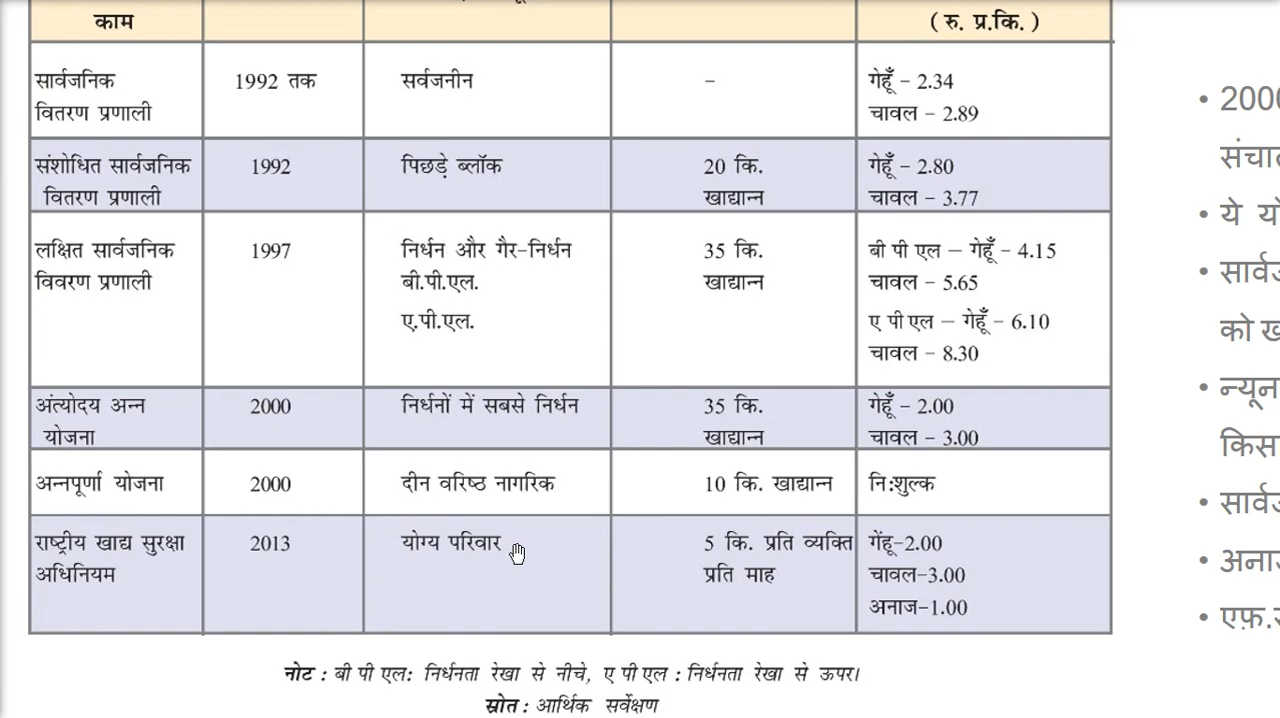 काम
( रु. प्र.कि. )
सार्वजनिक
वितरण प्रणाली
1992 तक
सर्वजनीन
–
गेहूँ – 2.34
चावल – 2.89
संशोधित सार्वजनिक
वितरण प्रणाली
1992
पिछड़े ब्लॉक
20 कि.
खाद्यान्न
गेहूँ – 2.80
चावल – 3.77
लक्षित सार्वजनिक
विवरण प्रणाली
1997
निर्धन और गैर-निर्धन
बी.पी.एल.
ए.पी.एल.
35 कि.
खाद्यान्न
बी पी एल – गेहूँ – 4.15
चावल – 5.65
ए पी एल – गेहूँ – 6.10
चावल – 8.30
अंत्योदय अन्न
योजना
2000
निर्धनों में सबसे निर्धन
35 कि.
खाद्यान्न
गेहूँ – 2.00
चावल – 3.00
अन्नपूर्णा योजना
2000
दीन वरिष्ठ नागरिक
10 कि. खाद्यान्न
नि:शुल्क
राष्ट्रीय खाद्य सुरक्षा
अधिनियम
2013
योग्य परिवार
5 कि. प्रति व्यक्ति
प्रति माह
गेंहू-2.00
चावल-3.00
अनाज-1.00
नोट : बी पी एल: निर्धनता रेखा से नीचे, ए पी एल : निर्धनता रेखा से ऊपर।
स्रोत : आर्थिक सर्वेक्षण
• 2000
•  ये
को
•
•
•
•